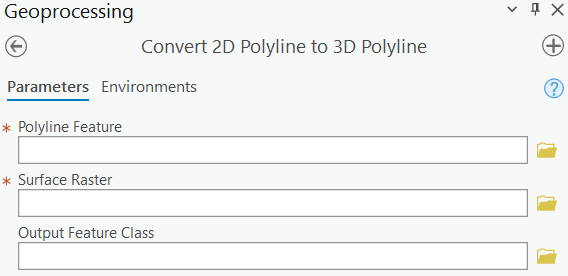 Geoprocessing
Convert 2D Polyline to 3D Polyline
Parameters Environments
* Polyline Feature
* Surface Raster
Output Feature Class